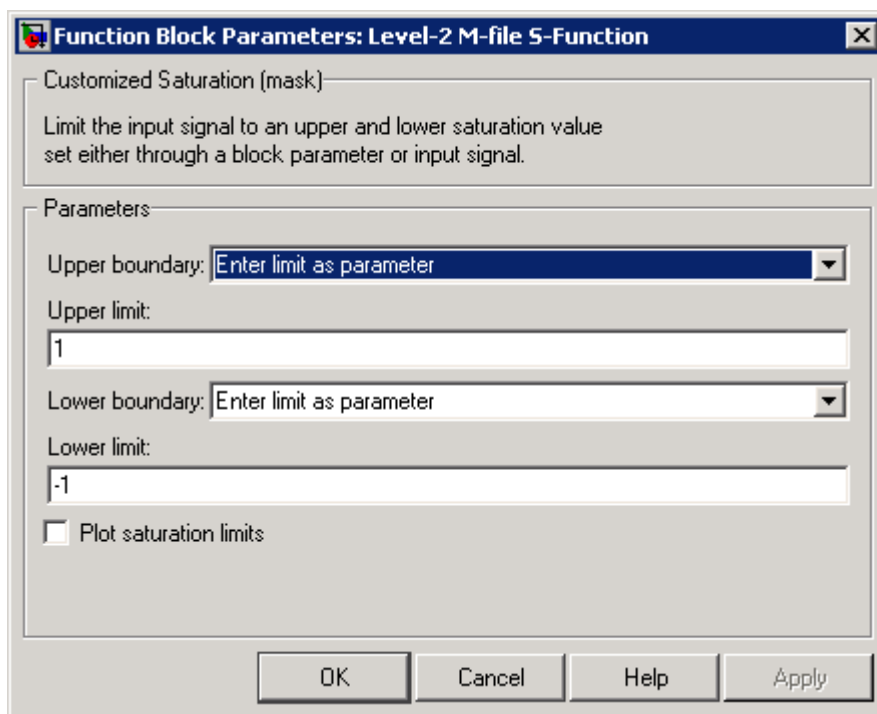 Function Block Parameters: Level-2 M-file S-Function
Customized Saturation (mask)
Limit the input signal to an upper and lower saturation value
set either through a block parameter or input signal.
Parameters
Upper boundary: Enter limit as parameter
Upper limit:
1
Lower boundary: Enter limit as parameter
Lower limit:
-1
Plot saturation limits
OK Cancel Help Apply